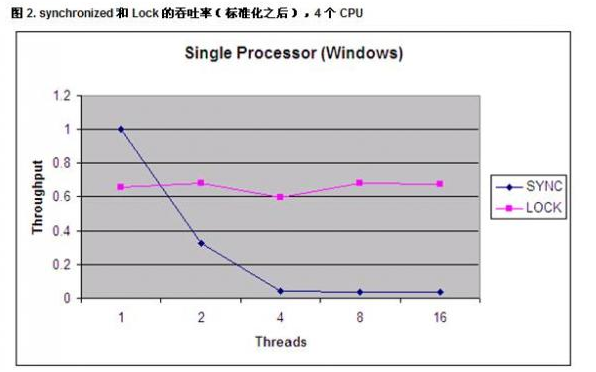 图 2. synchronized 和 Lock 的吞吐率（标准化之后），4 个 CPU
Single Processor (Windows)
1.2
1
0.8
0.6
0.4
0.2
0
Throughput
1 2 4 8 16
Threads
SYNC
LOCK